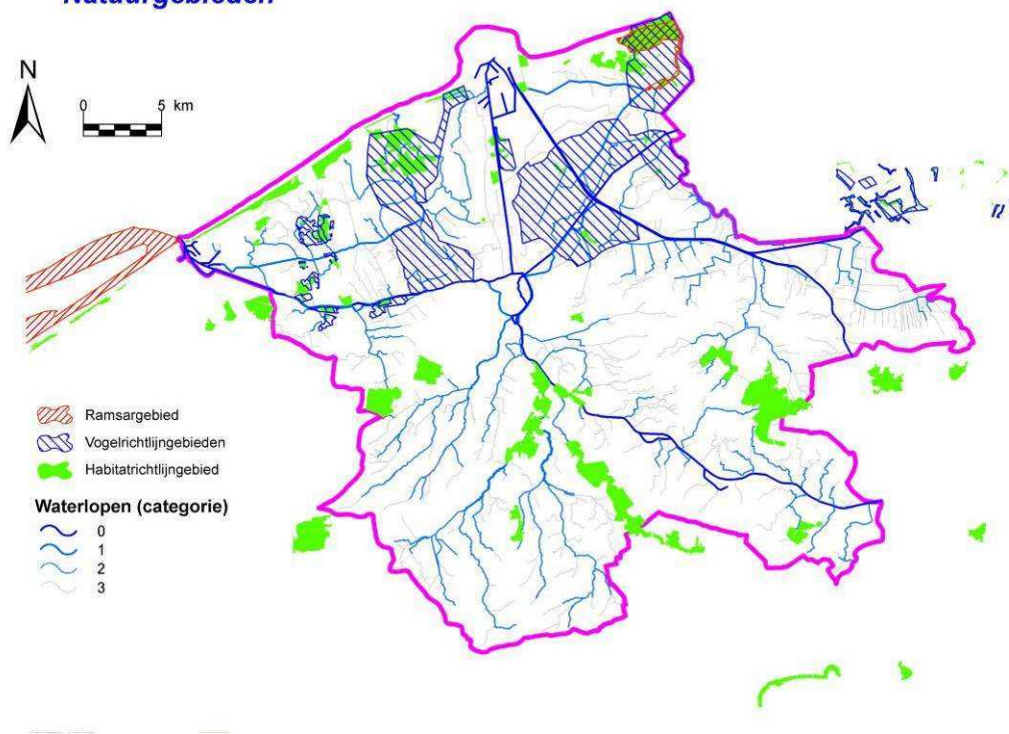 Natuurgebieden
N
0 5 km
Ramsargebied
Vogelrichtlijngebieden
Habitatrichtlijngebied
Waterlopen (categorie)
0
1
2
3